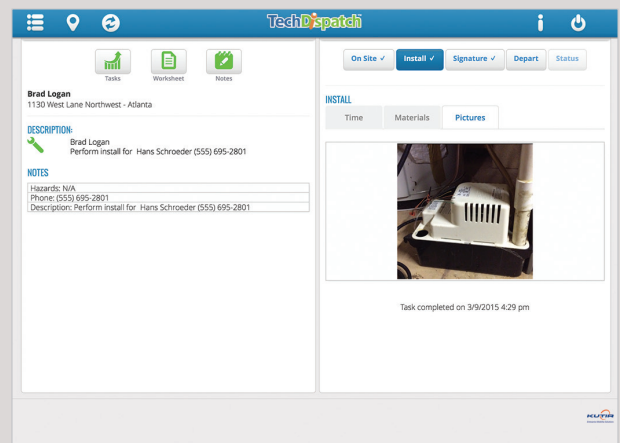 TechDispatch
Tasks
Worksheet
Notes
Brad Logan
1130 West Lane Northwest - Atlanta
DESCRIPTION:
Brad Logan
Perform install for Hans Schroeder (555) 695-2801
NOTES
Hazards: N/A
Phone: (555) 695-2801
Description: Perform install for Hans Schroeder (555) 695-2801
On Site ✓ Install ✓ Signature ✓ Depart Status
INSTALL
Time Materials Pictures
Task completed on 3/9/2015 4:29 pm
KUTIR